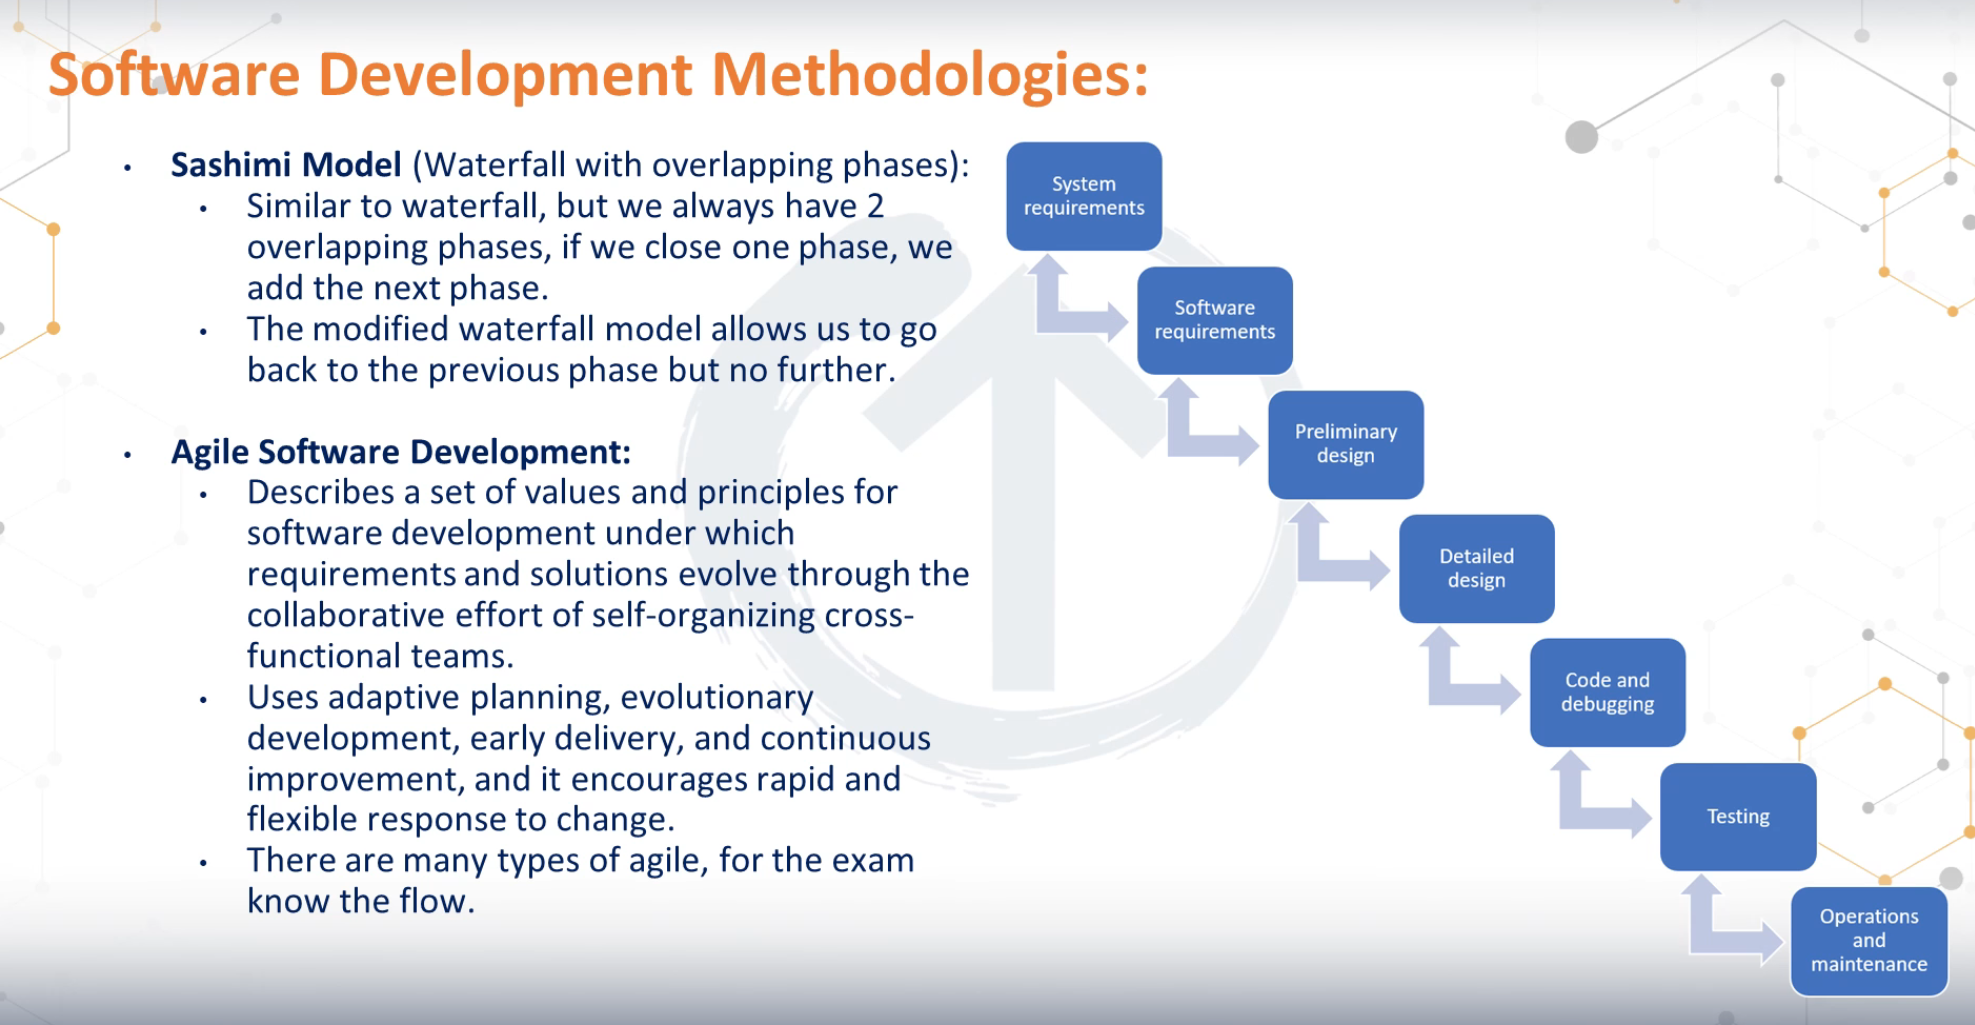 Software Development Methodologies:
• Sashimi Model (Waterfall with overlapping phases):
• Similar to waterfall, but we always have 2
overlapping phases, if we close one phase, we
add the next phase.
• The modified waterfall model allows us to go
back to the previous phase but no further.
• Agile Software Development:
• Describes a set of values and principles for
software development under which
requirements and solutions evolve through the
collaborative effort of self-organizing cross-
functional teams.
• Uses adaptive planning, evolutionary
development, early delivery, and continuous
improvement, and it encourages rapid and
flexible response to change.
• There are many types of agile, for the exam
know the flow.
System
requirements
Software
requirements
Preliminary
design
Detailed
design
Code and
debugging
Testing
Operations
and
maintenance